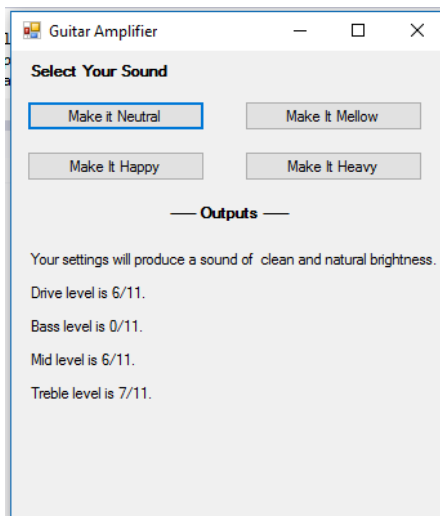 Guitar Amplifier
Select Your Sound
Make it Neutral
Make It Mellow
Make It Happy
Make It Heavy
── Outputs ──
Your settings will produce a sound of  clean and natural brightness.
Drive level is 6/11.
Bass level is 0/11.
Mid level is 6/11.
Treble level is 7/11.